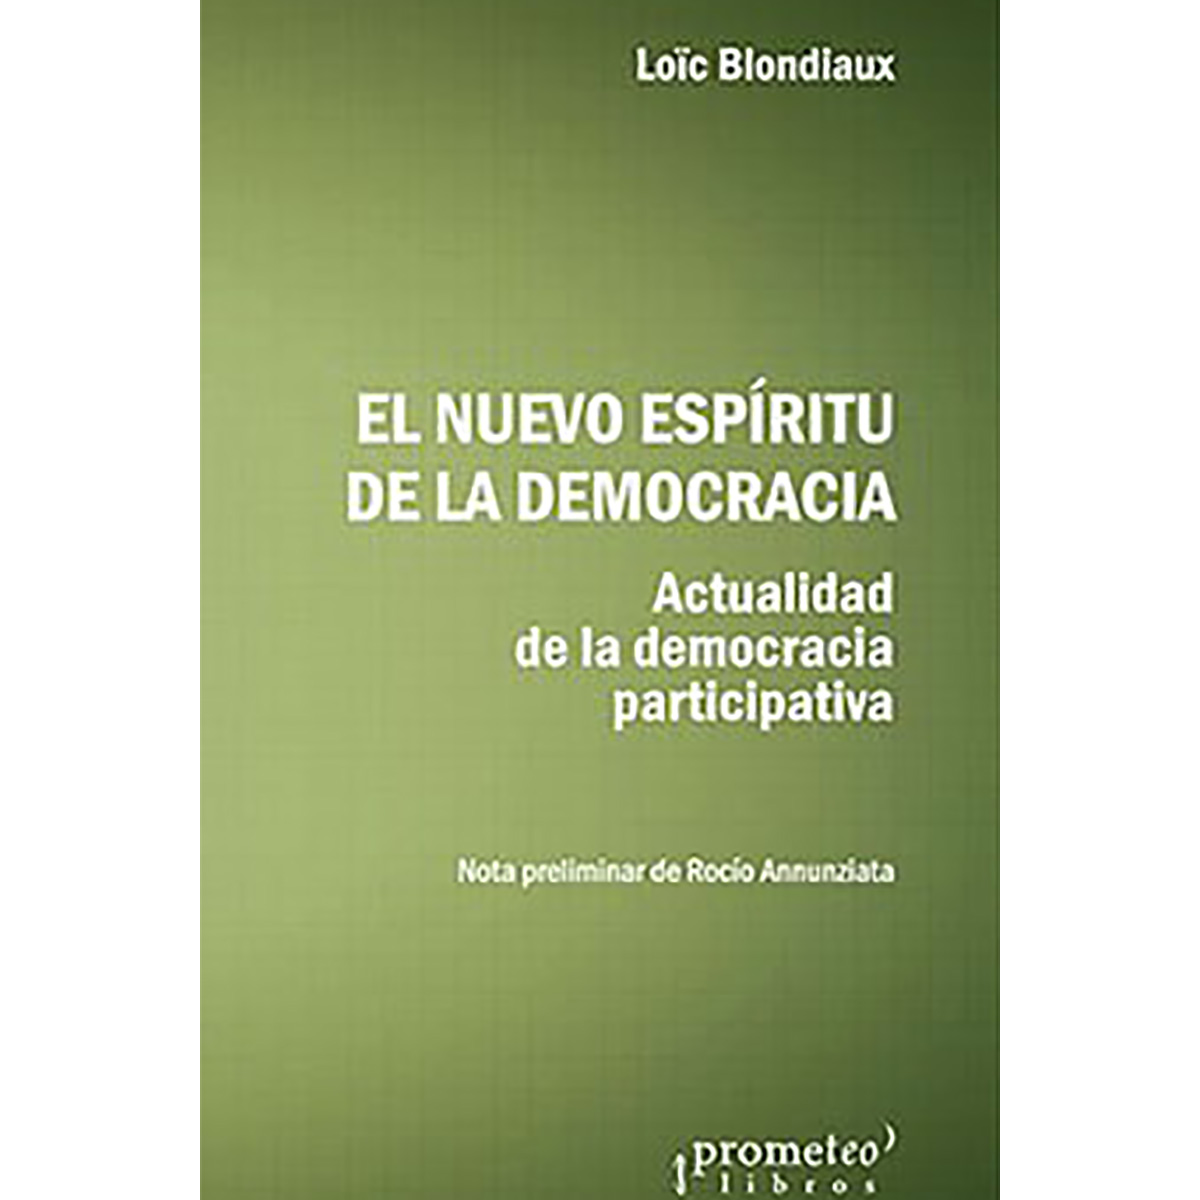 Loïc Blondiaux
EL NUEVO ESPÍRITU
DE LA DEMOCRACIA
Actualidad
de la democracia
participativa
Nota preliminar de Rocío Annunziata
prometeo
libros